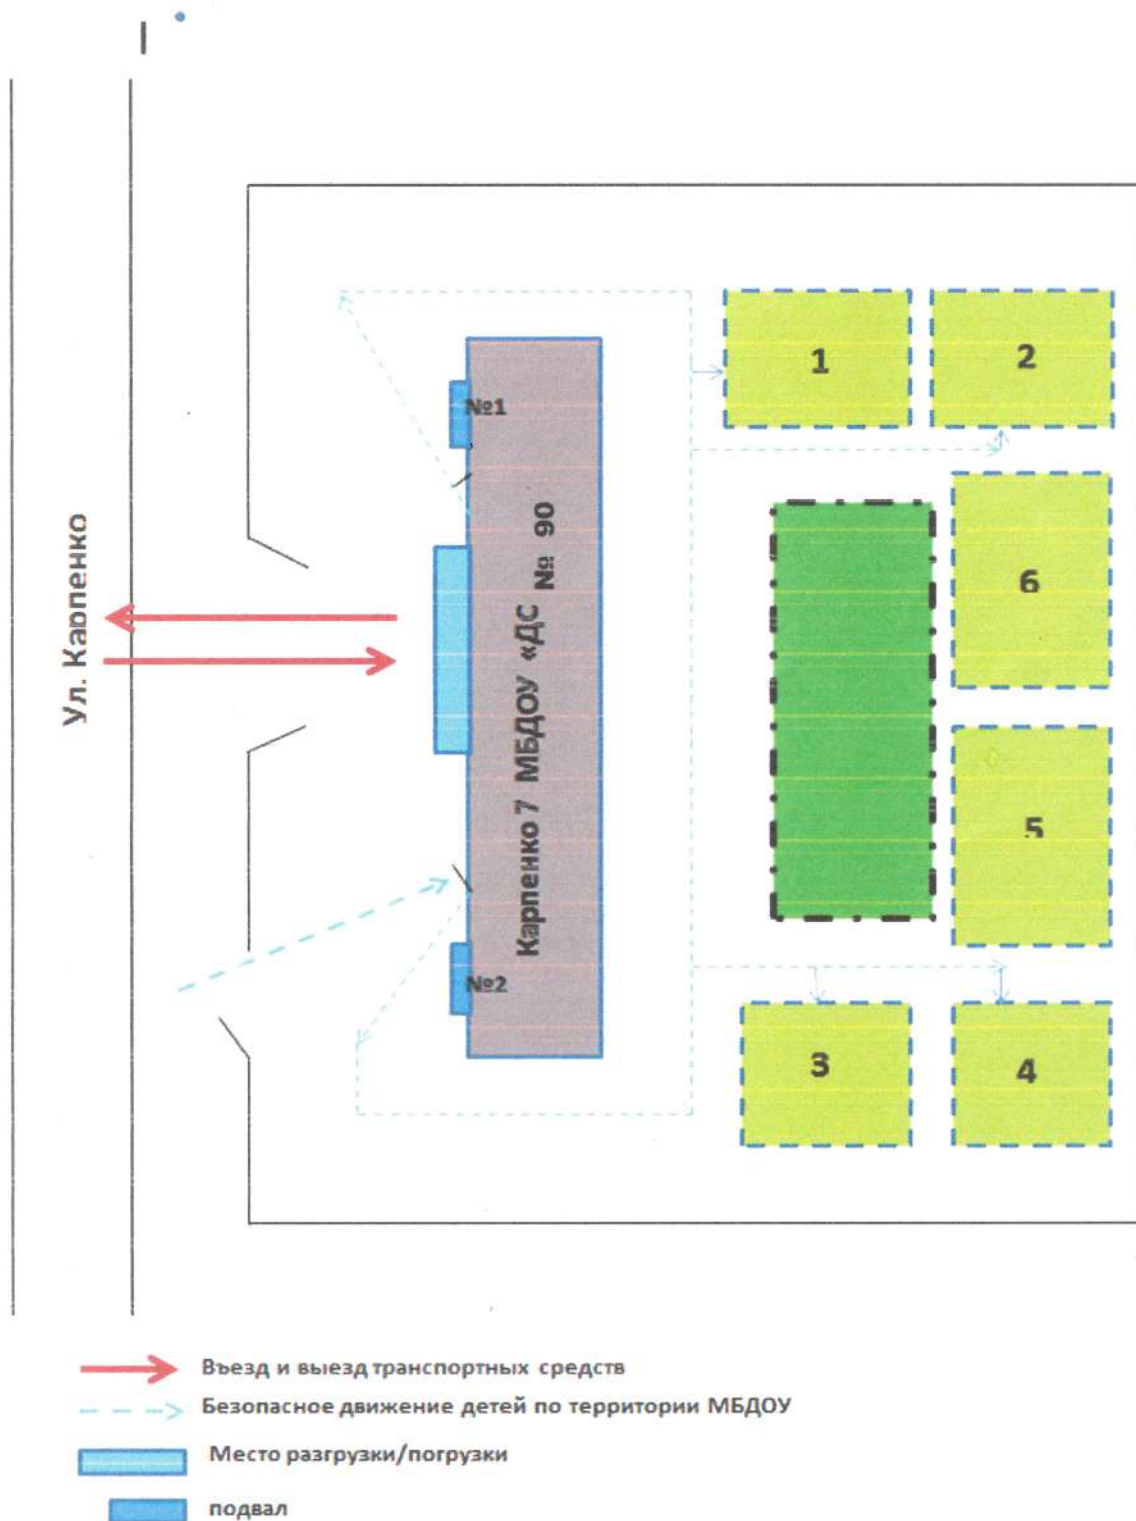 Ул. Карпенко
№1
Карпенко 7 МБДОУ «ДС № 90
№2
1
2
6
5
3
4
Въезд и выезд транспортных средств
Безопасное движение детей по территории МБДОУ
Место разгрузки/погрузки
подвал